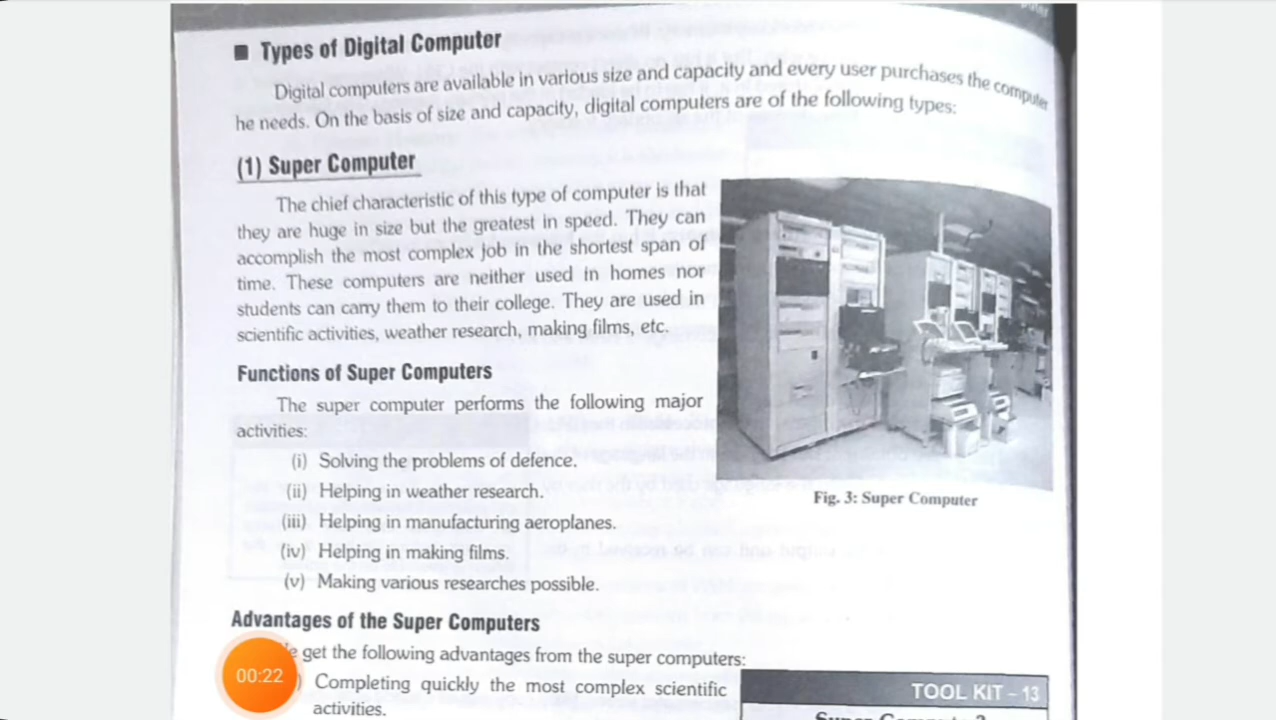 ■ Types of Digital Computer
Digital computers are available in various size and capacity and every user purchases the computer
he needs. On the basis of size and capacity, digital computers are of the following types:
(1) Super Computer
The chief characteristic of this type of computer is that
they are huge in size but the greatest in speed. They can
accomplish the most complex job in the shortest span of
time. These computers are neither used in homes nor
students can carry them to their college. They are used in
scientific activities, weather research, making films, etc.
Fig. 3: Super Computer
Functions of Super Computers
The super computer performs the following major
activities:
(i) Solving the problems of defence.
(ii) Helping in weather research.
(iii) Helping in manufacturing aeroplanes.
(iv) Helping in making films.
(v) Making various researches possible.
Advantages of the Super Computers
get the following advantages from the super computers:
Completing quickly the most complex scientific
activities.
00:22
TOOL KIT – 13